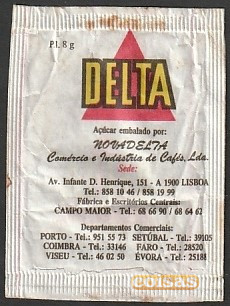 P.l. 8 g
DELTA
Açúcar embalado por:
NOVADELTA
Comércio e Indústria de Cafés, Lda.
Sede:
Av. Infante D. Henrique, 151 - A 1900 LISBOA
Tel.: 858 10 46 / 858 19 99
Fábrica e Escritórios Centrais:
CAMPO MAIOR - Tel.: 68 66 90 / 68 64 62
Departamentos Comerciais:
PORTO - Tel.: 951 55 73 SETÚBAL - Tel.: 39105
COIMBRA - Tel.: 33146 FARO - Tel.: 28520
VISEU - Tel.: 46 02 50 ÉVORA - Tel.: 25188
coisas